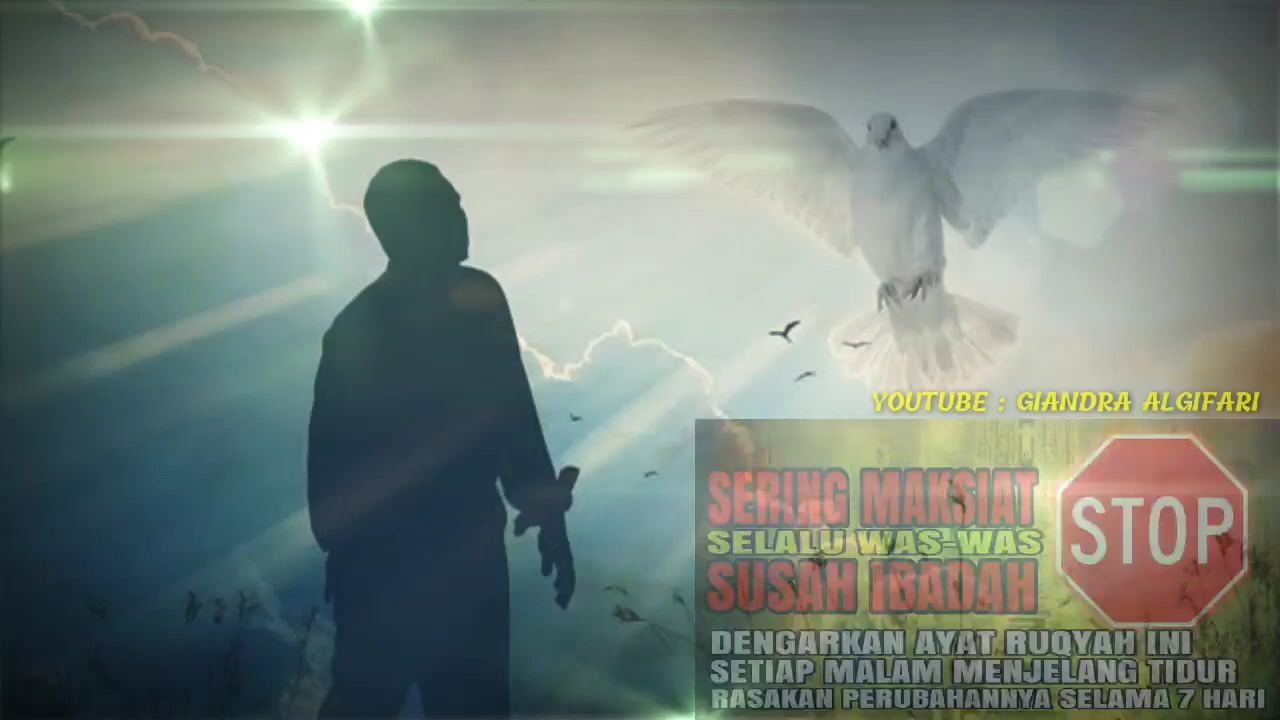 YOUTUBE : GIANDRA ALGIFARI
SERING MAKSIAT
SELALU WAS-WAS
SUSAH IBADAH
STOP
DENGARKAN AYAT RUQYAH INI
SETIAP MALAM MENJELANG TIDUR
RASAKAN PERUBAHANNYA SELAMA 7 HARI